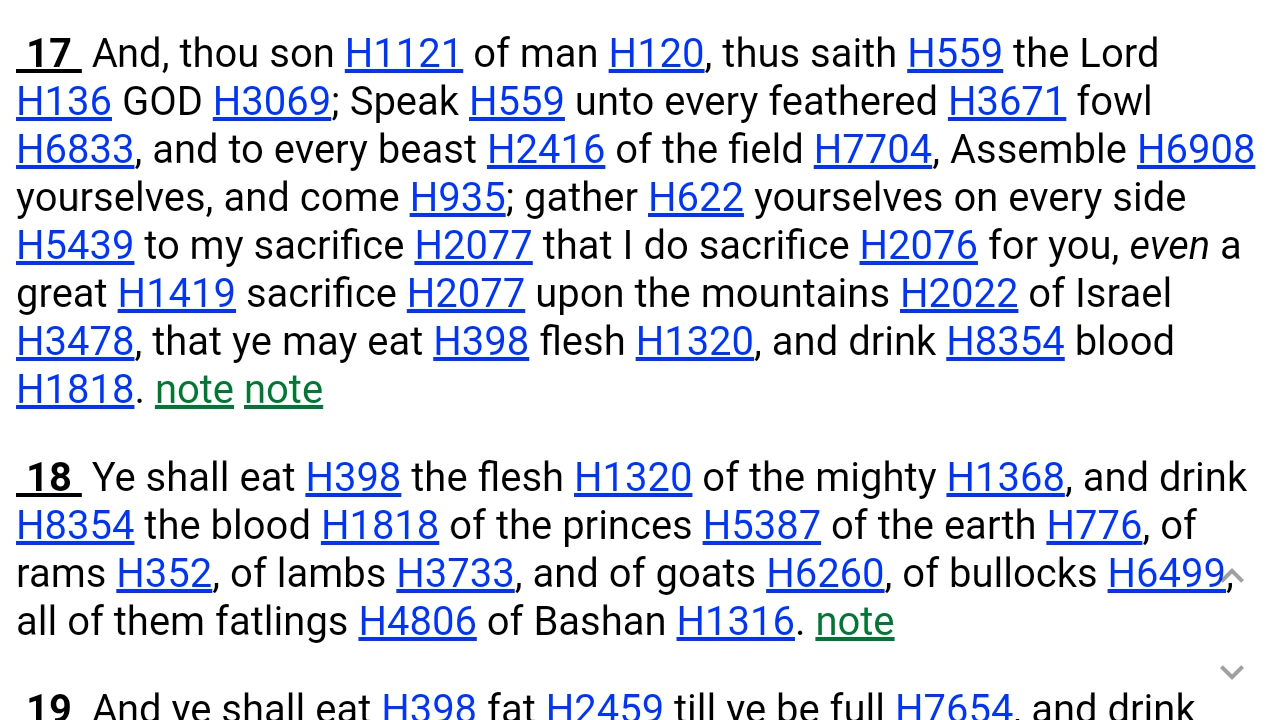 17 And, thou son H1121 of man H120, thus saith H559 the Lord
H136 GOD H3069; Speak H559 unto every feathered H3671 fowl
H6833, and to every beast H2416 of the field H7704, Assemble H6908
yourselves, and come H935; gather H622 yourselves on every side
H5439 to my sacrifice H2077 that I do sacrifice H2076 for you, even a
great H1419 sacrifice H2077 upon the mountains H2022 of Israel
H3478, that ye may eat H398 flesh H1320, and drink H8354 blood
H1818. note note
18 Ye shall eat H398 the flesh H1320 of the mighty H1368, and drink
H8354 the blood H1818 of the princes H5387 of the earth H776, of
rams H352, of lambs H3733, and of goats H6260, of bullocks H6499,
all of them fatlings H4806 of Bashan H1316. note
19 And ye shall eat H398 fat H2459 till ye be full H7654, and drink